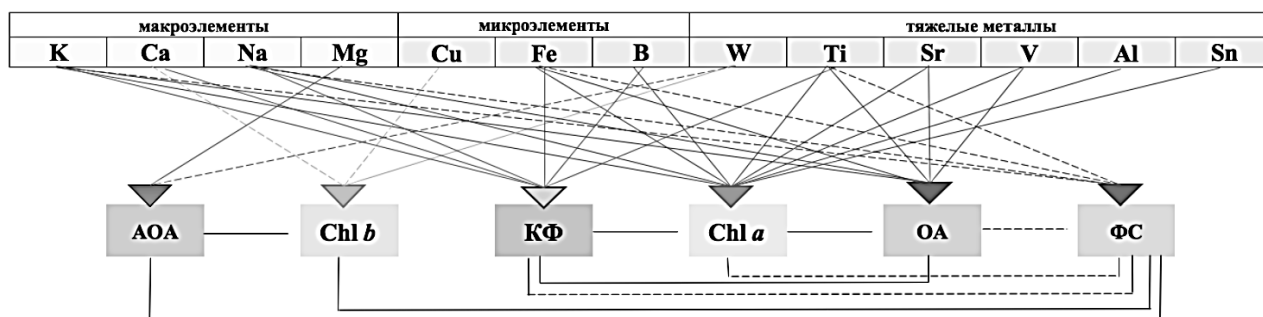 макроэлементы микроэлементы тяжелые металлы
K Ca Na Mg Cu Fe B W Ti Sr V Al Sn
АОА Chl b КФ Chl a ОА ФС